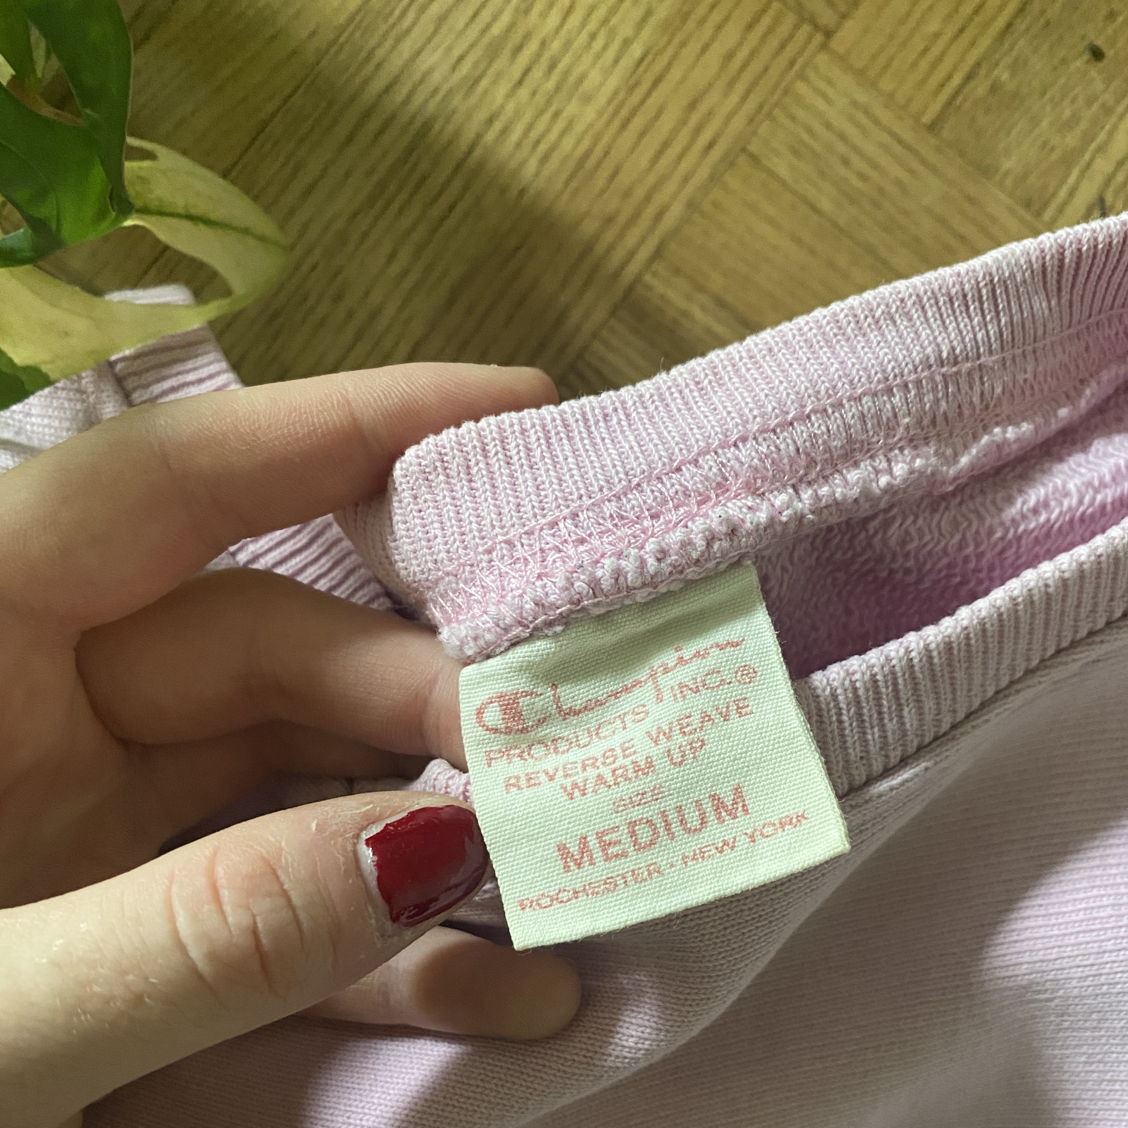 Champion
PRODUCTS INC.®
REVERSE WEAVE
WARM UP
SIZE
MEDIUM
ROCHESTER - NEW YORK